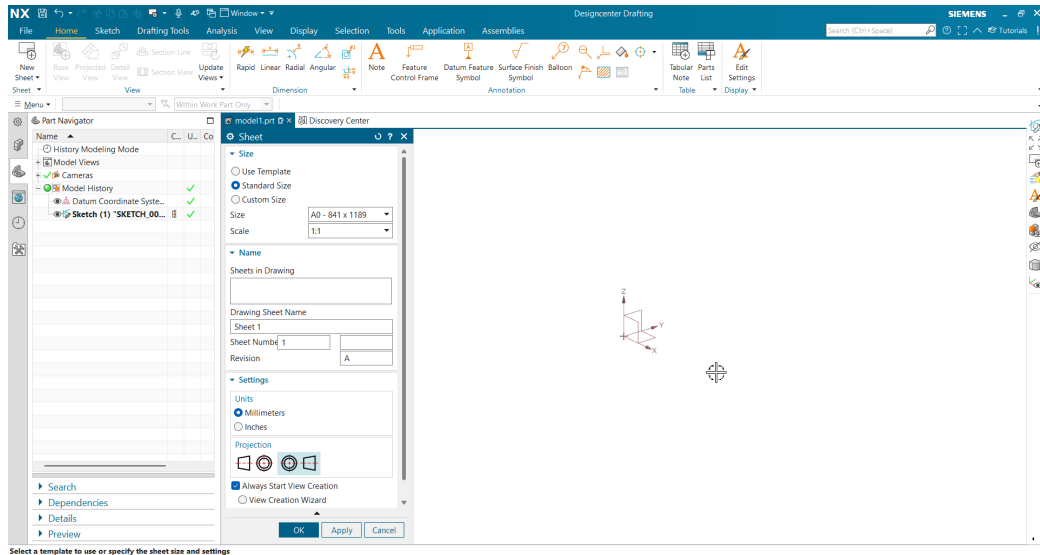 NX Window Designcenter Drafting SIEMENS
File Home Sketch Drafting Tools Analysis View Display Selection Tools Application Assemblies Search (Ctrl+Space) Tutorials
New Sheet Base View Projected View Detail View Section Line Section View Update Views Rapid Linear Radial Angular Note Feature Control Frame Datum Feature Symbol Surface Finish Symbol Balloon Tabular Note Parts List Edit Settings
Sheet View Dimension Annotation Table Display
Menu Within Work Part Only
Part Navigator model1.prt Discovery Center
Name C... U... Co
History Modeling Mode
Model Views
Cameras
Model History
Datum Coordinate Syste...
Sketch (1) "SKETCH_00...
Search
Dependencies
Details
Preview
Sheet ?
Size
Use Template
Standard Size
Custom Size
Size A0 - 841 x 1189
Scale 1:1
Name
Sheets in Drawing
Drawing Sheet Name
Sheet 1
Sheet Numbe 1
Revision A
Settings
Units
Millimeters
Inches
Projection
Always Start View Creation
View Creation Wizard
OK Apply Cancel
Z
Y
X
Select a template to use or specify the sheet size and settings